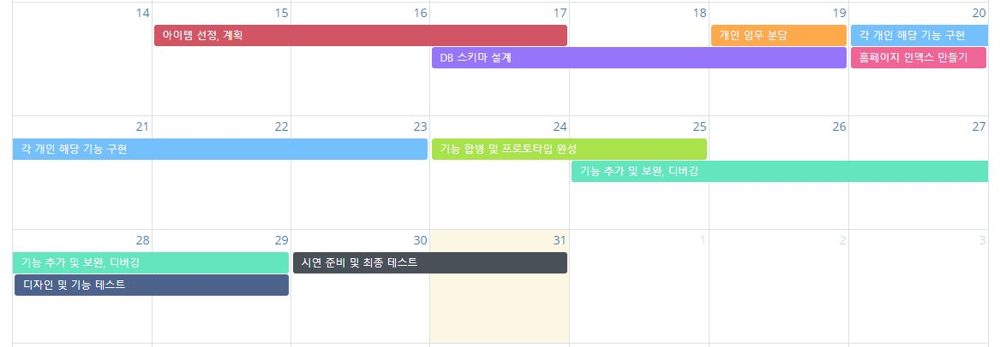 14 15 16 17 18 19 20
아이템 선정, 계획 개인 임무 분담 각 개인 해당 기능 구현
DB 스키마 설계 홈페이지 인덱스 만들기
21 22 23 24 25 26 27
각 개인 해당 기능 구현 기능 합병 및 프로토타입 완성
기능 추가 및 보완, 디버깅
28 29 30 31 1 2 3
기능 추가 및 보완, 디버깅 시연 준비 및 최종 테스트
디자인 및 기능 테스트